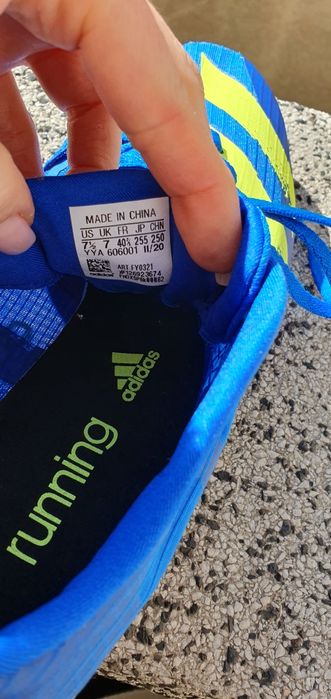 MADE IN CHINA
US UK FR JP CHN
7½ 7 40⅔ 255 250
YYA 606001 11/20
ART FY0321
adidas
adidas
running